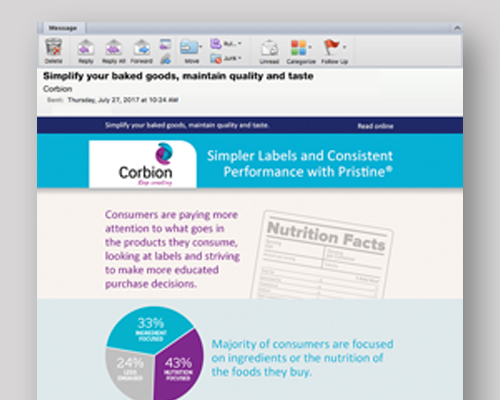 Message
Delete
Reply
Reply All
Forward
Move
Rul...
Junk
Unread
Categorize
Follow Up
Simplify your baked goods, maintain quality and taste
Corbion
Sent: Thursday, July 27, 2017 at 10:24 AM
Simplify your baked goods, maintain quality and taste.
Read online
Corbion
Keep creating
Simpler Labels and Consistent
Performance with Pristine®
Consumers are paying more
attention to what goes in
the products they consume,
looking at labels and striving
to make more educated
purchase decisions.
Nutrition Facts
33%
INGREDIENT
FOCUSED
24%
LESS
ENGAGED
43%
NUTRITION
FOCUSED
Majority of consumers are focused
on ingredients or the nutrition of
the foods they buy.